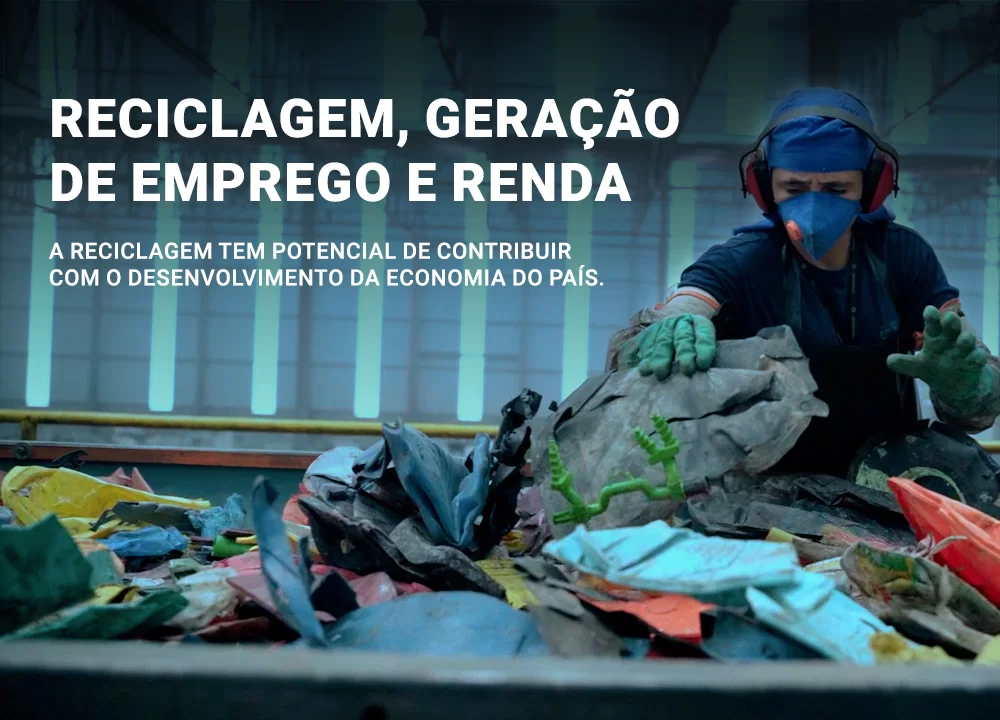 RECICLAGEM, GERAÇÃO
DE EMPREGO E RENDA
A RECICLAGEM TEM POTENCIAL DE CONTRIBUIR
COM O DESENVOLVIMENTO DA ECONOMIA DO PAÍS.